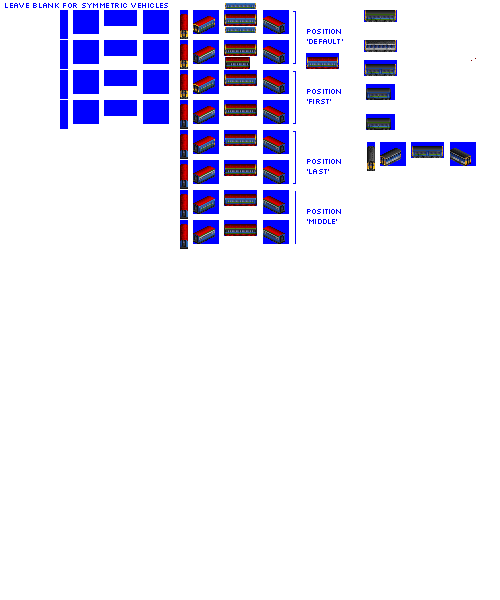 LEAVE BLANK FOR SYMMETRIC VEHICLES
POSITION
'DEFAULT'
POSITION
'FIRST'
POSITION
'LAST'
POSITION
'MIDDLE'